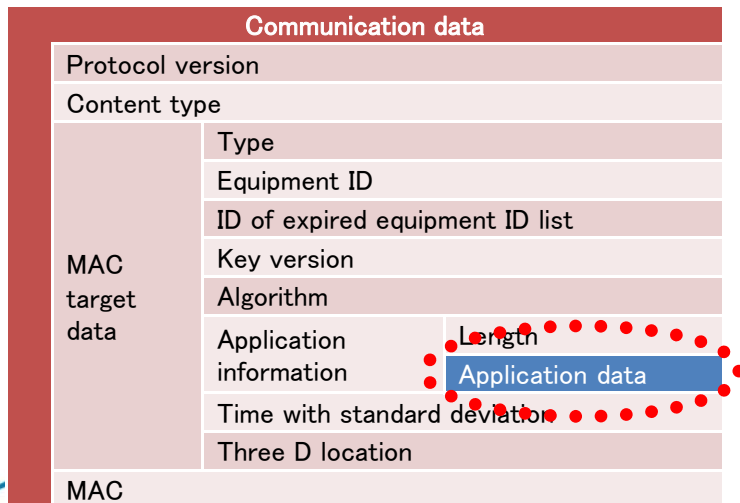 Communication data
Protocol version
Content type
MAC
target
data
Type
Equipment ID
ID of expired equipment ID list
Key version
Algorithm
Application
information
Length
Application data
Time with standard deviation
Three D location
MAC